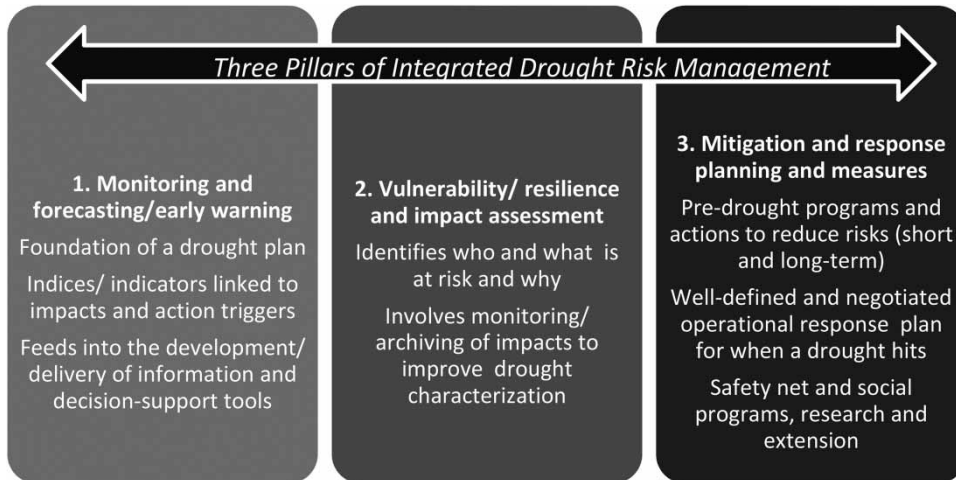 Three Pillars of Integrated Drought Risk Management
1. Monitoring and
forecasting/early warning
Foundation of a drought plan
Indices/ indicators linked to
impacts and action triggers
Feeds into the development/
delivery of information and
decision-support tools
2. Vulnerability/ resilience
and impact assessment
Identifies who and what is
at risk and why
Involves monitoring/
archiving of impacts to
improve drought
characterization
3. Mitigation and response
planning and measures
Pre-drought programs and
actions to reduce risks (short
and long-term)
Well-defined and negotiated
operational response plan
for when a drought hits
Safety net and social
programs, research and
extension